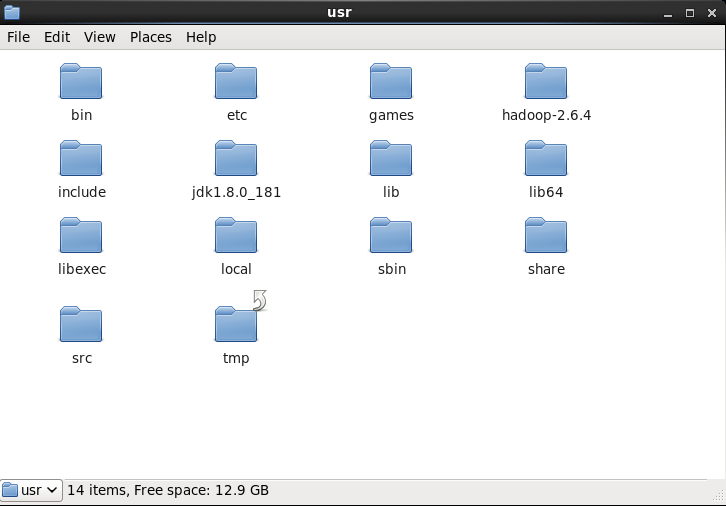 usr
File Edit View Places Help
bin etc games hadoop-2.6.4
include jdk1.8.0_181 lib lib64
libexec local sbin share
src tmp
usr 14 items, Free space: 12.9 GB